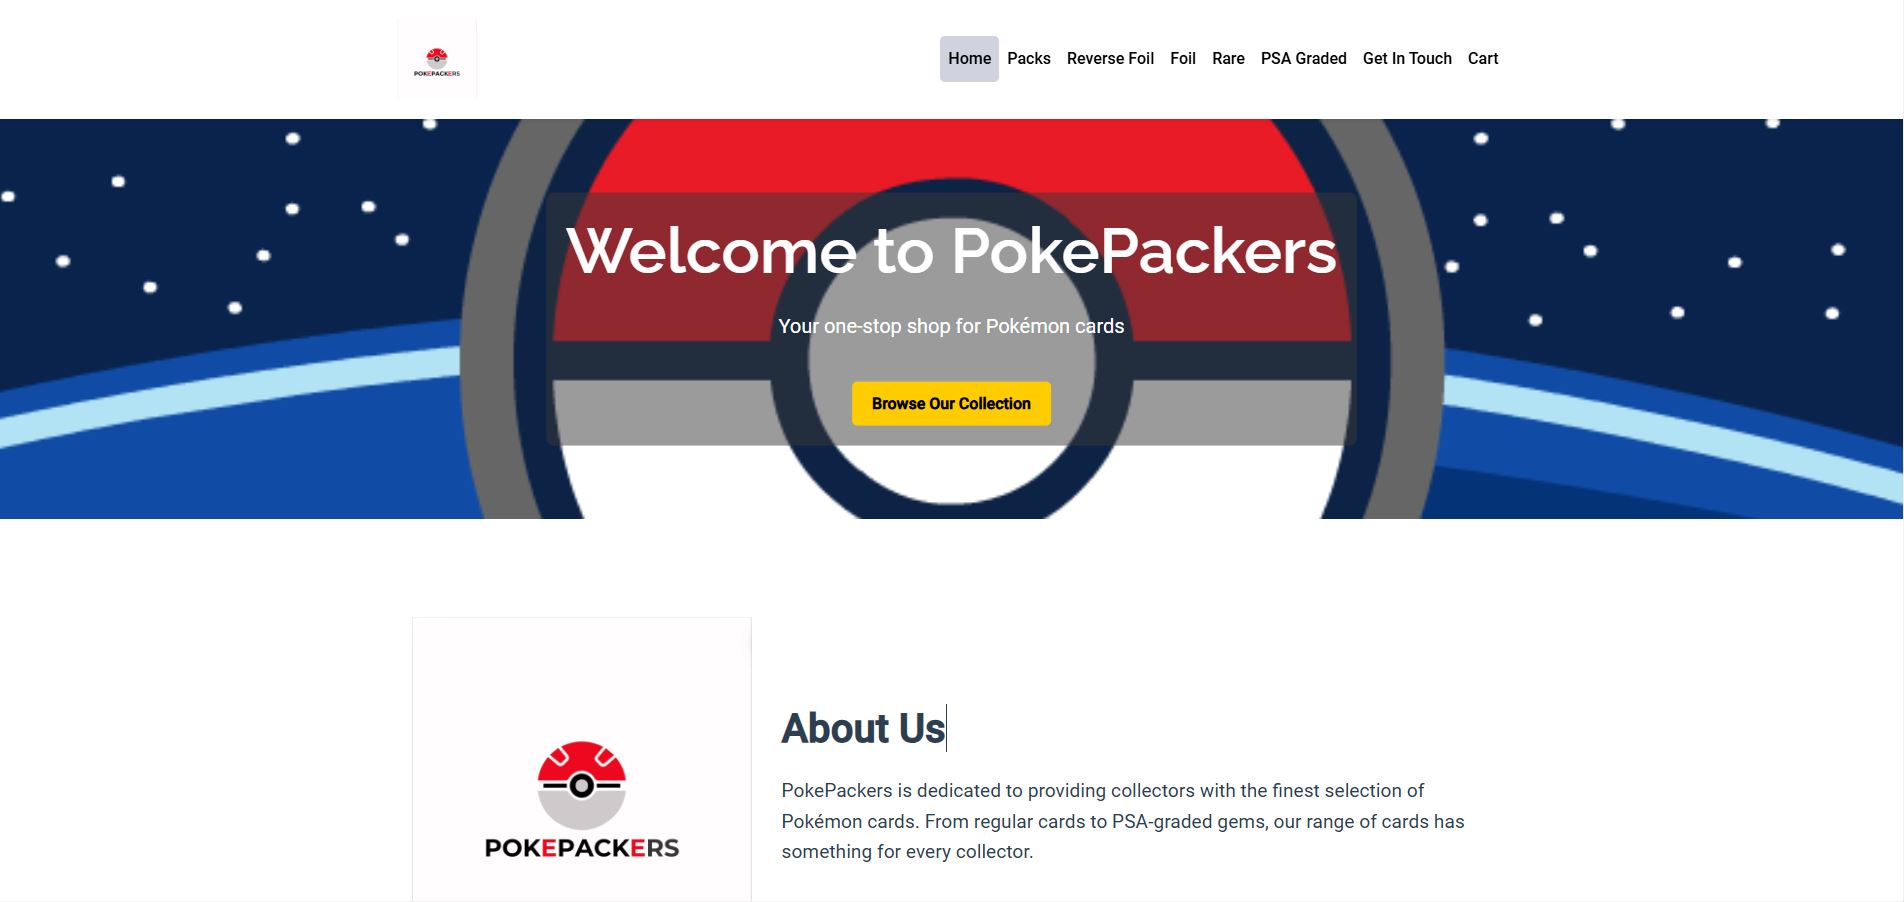 POKEPACKERS
Home Packs Reverse Foil Foil Rare PSA Graded Get In Touch Cart
Welcome to PokePackers
Your one-stop shop for Pokémon cards
Browse Our Collection
POKEPACKERS
About Us
PokePackers is dedicated to providing collectors with the finest selection of
Pokémon cards. From regular cards to PSA-graded gems, our range of cards has
something for every collector.